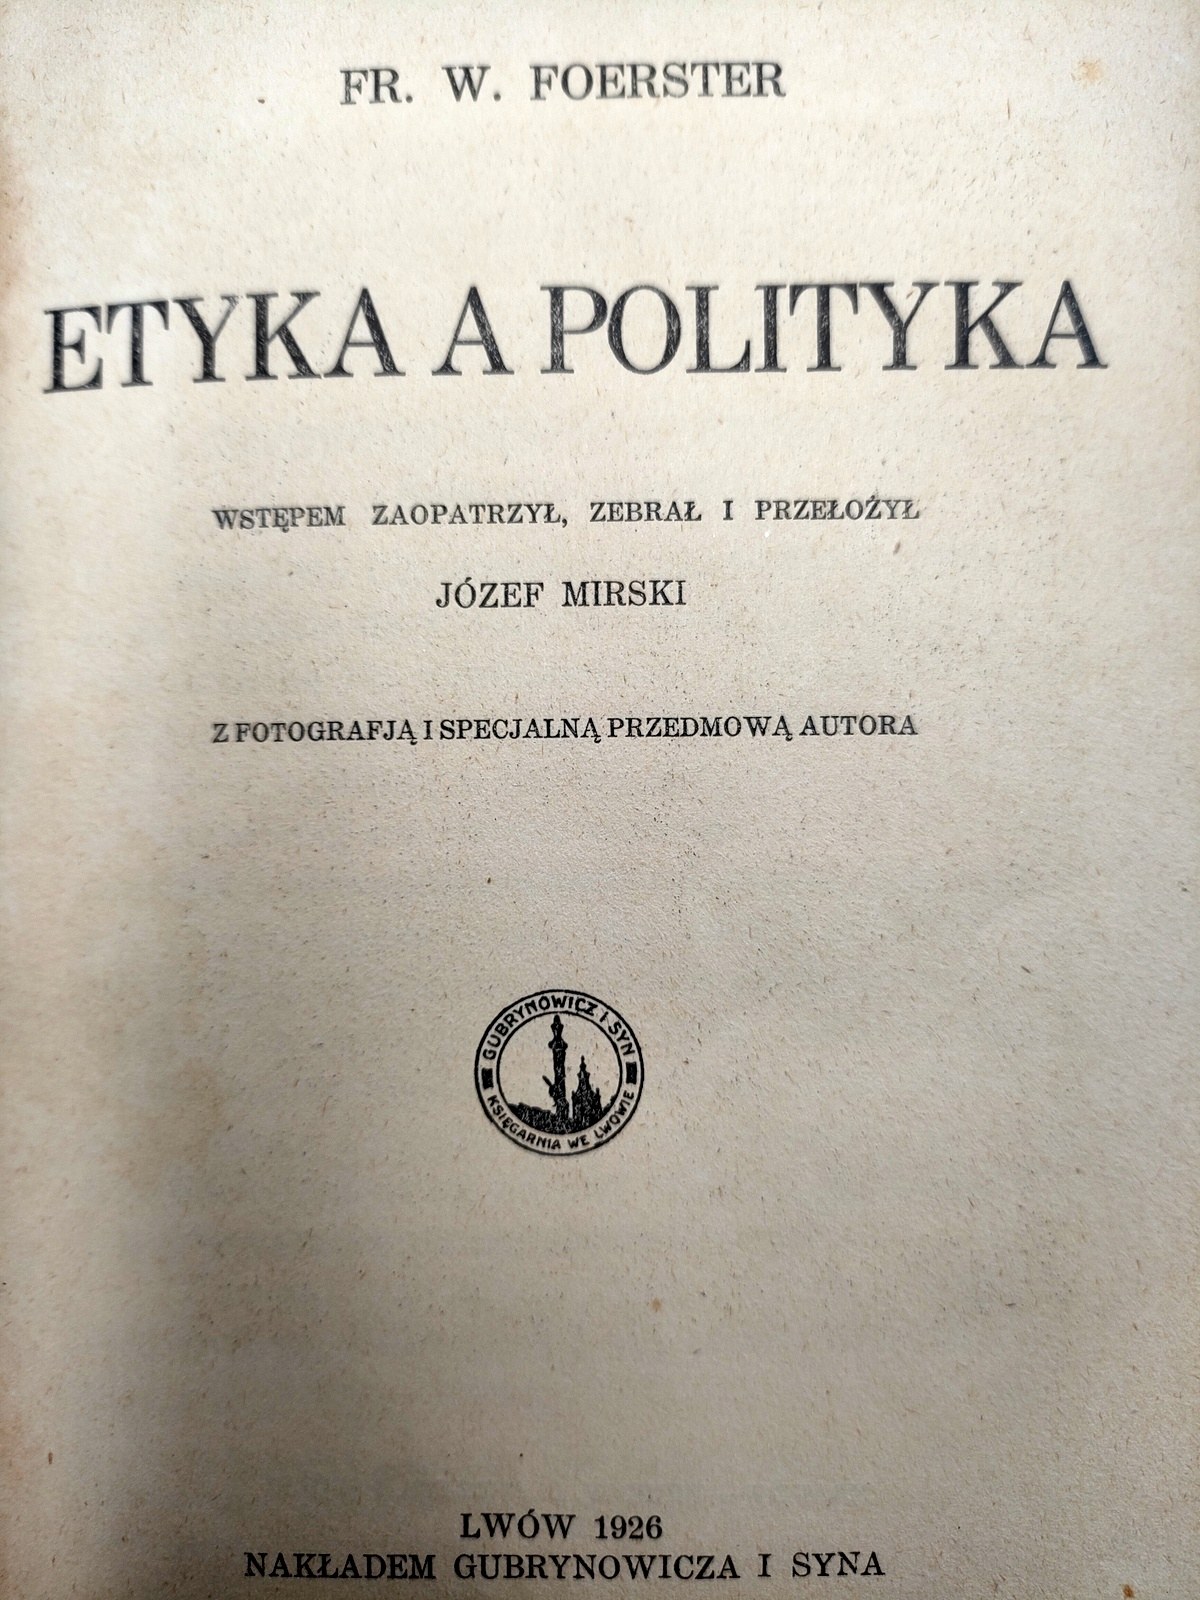 FR. W. FOERSTER
ETYKA A POLITYKA
WSTĘPEM ZAOPATRZYŁ, ZEBRAŁ I PRZEŁOŻYŁ
JÓZEF MIRSKI
Z FOTOGRAFJĄ I SPECJALNĄ PRZEDMOWĄ AUTORA
GUBRYNOWICZ I SYN
KSIĘGARNIA WE LWOWIE
LWÓW 1926
NAKŁADEM GUBRYNOWICZA I SYNA